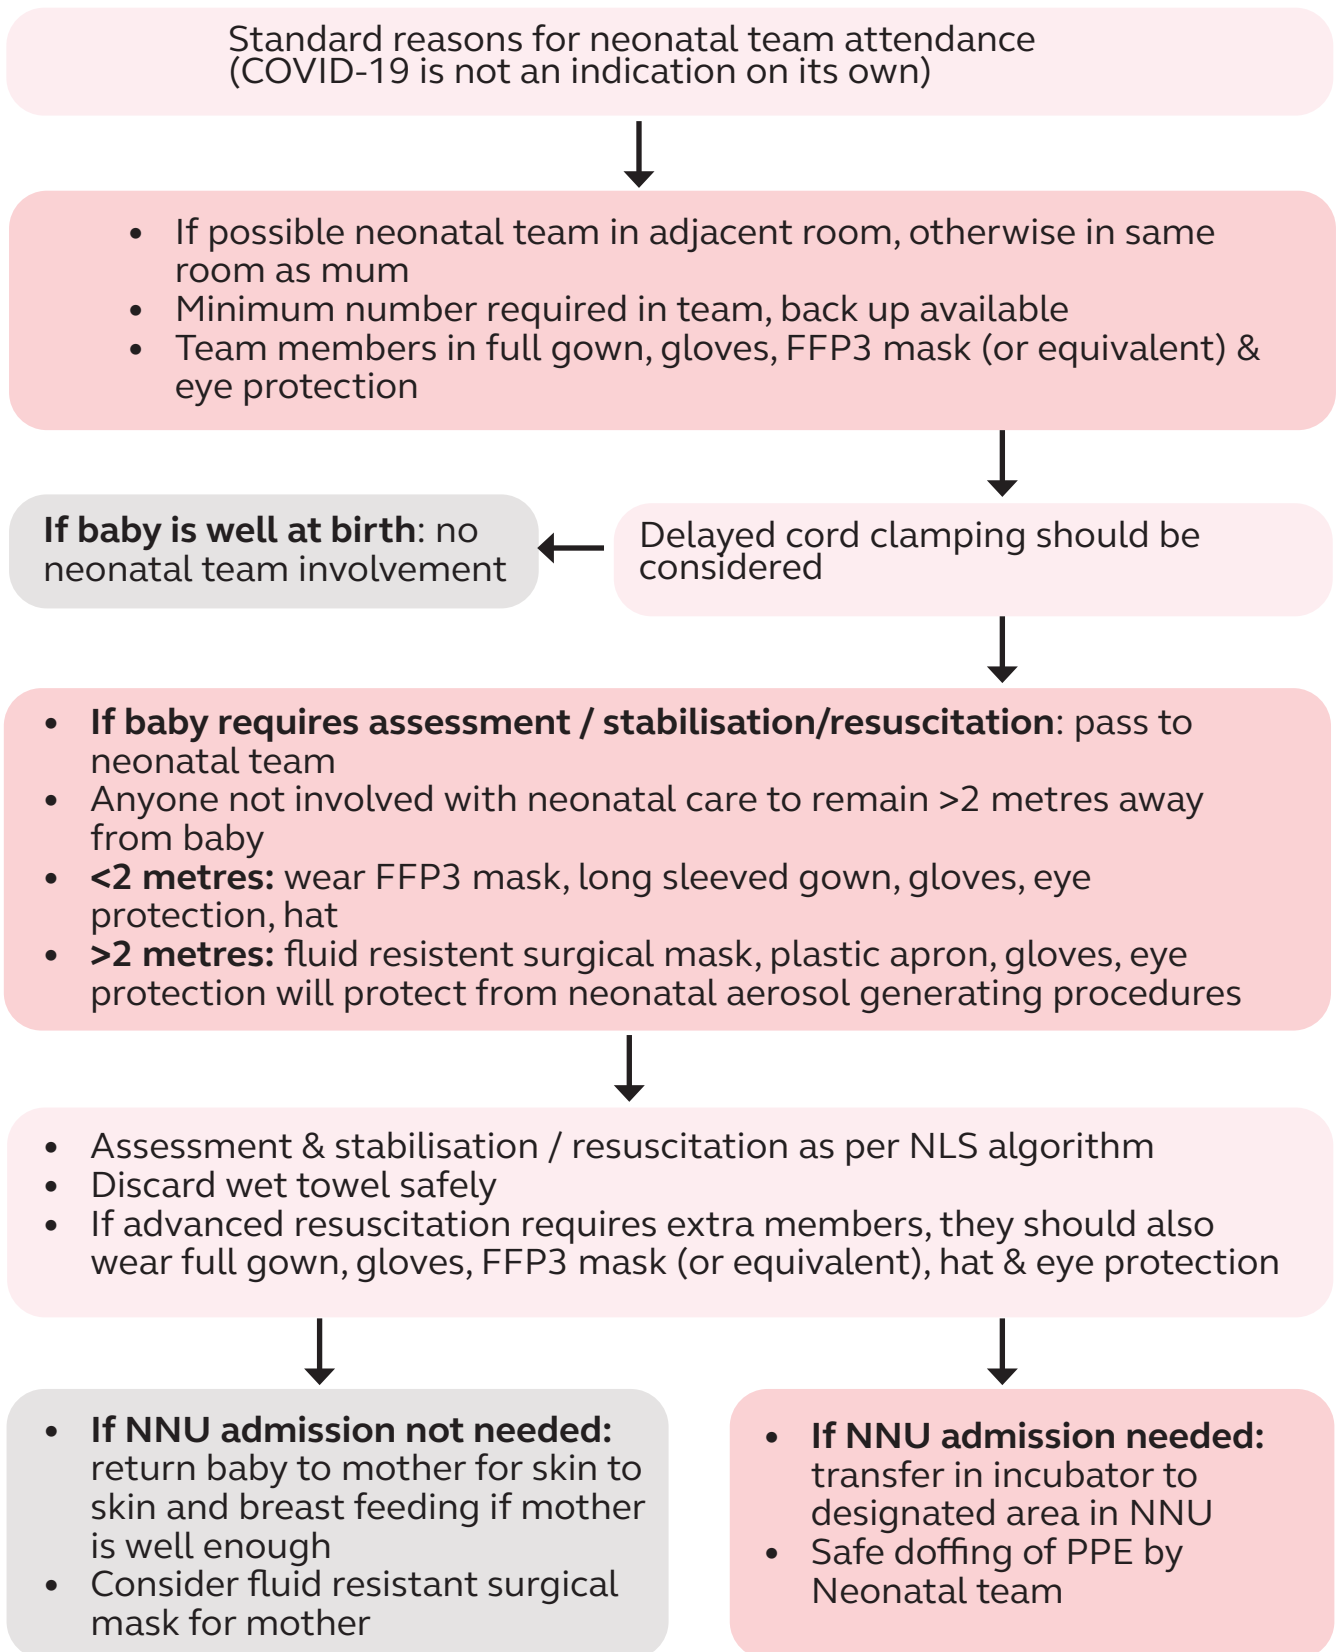 Standard reasons for neonatal team attendance
(COVID-19 is not an indication on its own)
• If possible neonatal team in adjacent room, otherwise in same
room as mum
• Minimum number required in team, back up available
• Team members in full gown, gloves, FFP3 mask (or equivalent) &
eye protection
If baby is well at birth: no
neonatal team involvement
Delayed cord clamping should be
considered
• If baby requires assessment / stabilisation/resuscitation: pass to
neonatal team
• Anyone not involved with neonatal care to remain >2 metres away
from baby
• <2 metres: wear FFP3 mask, long sleeved gown, gloves, eye
protection, hat
• >2 metres: fluid resistent surgical mask, plastic apron, gloves, eye
protection will protect from neonatal aerosol generating procedures
• Assessment & stabilisation / resuscitation as per NLS algorithm
• Discard wet towel safely
• If advanced resuscitation requires extra members, they should also
wear full gown, gloves, FFP3 mask (or equivalent), hat & eye protection
• If NNU admission not needed:
return baby to mother for skin to
skin and breast feeding if mother
is well enough
• Consider fluid resistant surgical
mask for mother
• If NNU admission needed:
transfer in incubator to
designated area in NNU
• Safe doffing of PPE by
Neonatal team